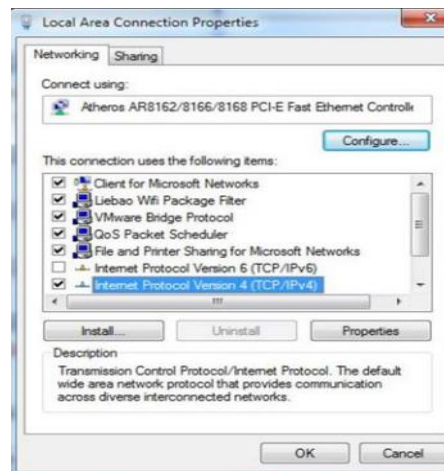 Local Area Connection Properties
Networking
Sharing
Connect using:
Atheros AR8162/8166/8168 PCI-E Fast Ethernet Controlle
Configure...
This connection uses the following items:
Client for Microsoft Networks
Liebao Wifi Package Filter
VMware Bridge Protocol
QoS Packet Scheduler
File and Printer Sharing for Microsoft Networks
Internet Protocol Version 6 (TCP/IPv6)
Internet Protocol Version 4 (TCP/IPv4)
Install...
Uninstall
Properties
Description
Transmission Control Protocol/Internet Protocol. The default
wide area network protocol that provides communication
across diverse interconnected networks.
OK
Cancel